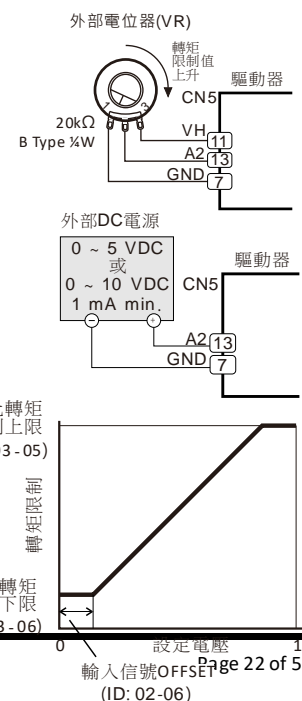 外部電位器(VR)
轉矩
限制值
上升
驅動器
CN5
1 3
20kΩ
B Type ¼W
VH 11
A2 13
GND 7
外部DC電源
0 ~ 5 VDC
或
0 ~ 10 VDC
1 mA min.
驅動器
CN5
A2 13
GND 7
轉矩
上限
3-05)
轉矩限制
轉矩
下限
-06)
0 設定電壓 1
輸入信號OFFSET
Page 22 of 5
(ID: 02-06)